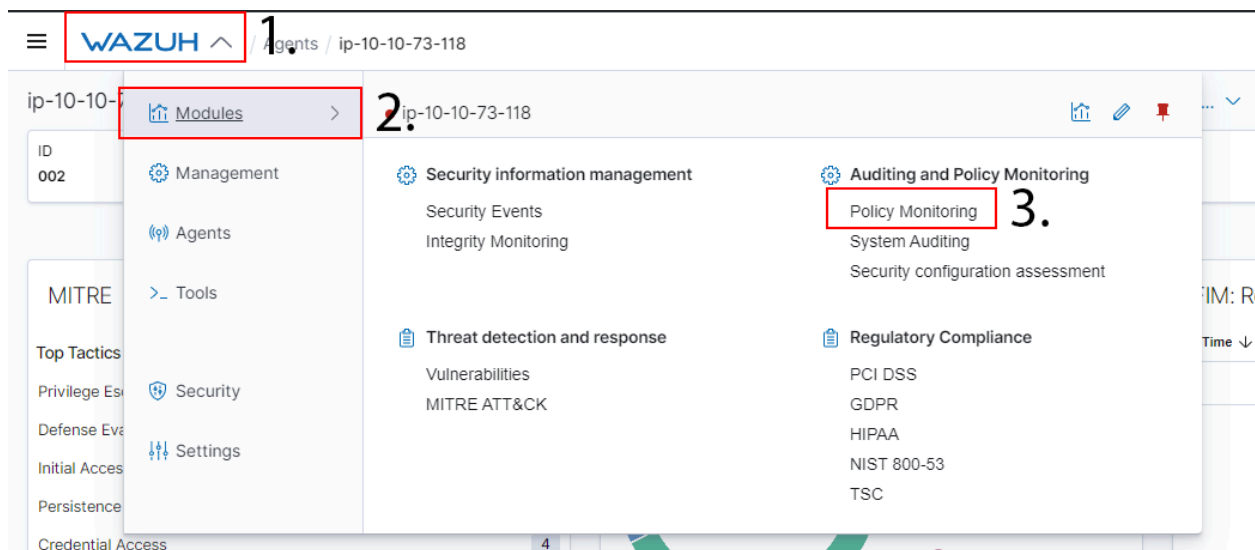 WAZUH 1. / Agents / ip-10-10-73-118
ip-10-10-7
ID
002
MITRE
Top Tactics
Privilege Es
Defense Eva
Initial Acces
Persistence
Credential Access 4
Modules
Management
Agents
>_ Tools
Security
Settings
2. ip-10-10-73-118
Security information management
Security Events
Integrity Monitoring
Auditing and Policy Monitoring
Policy Monitoring 3.
System Auditing
Security configuration assessment
Threat detection and response
Vulnerabilities
MITRE ATT&CK
Regulatory Compliance
PCI DSS
GDPR
HIPAA
NIST 800-53
TSC
...
FIM: R
Time ↓